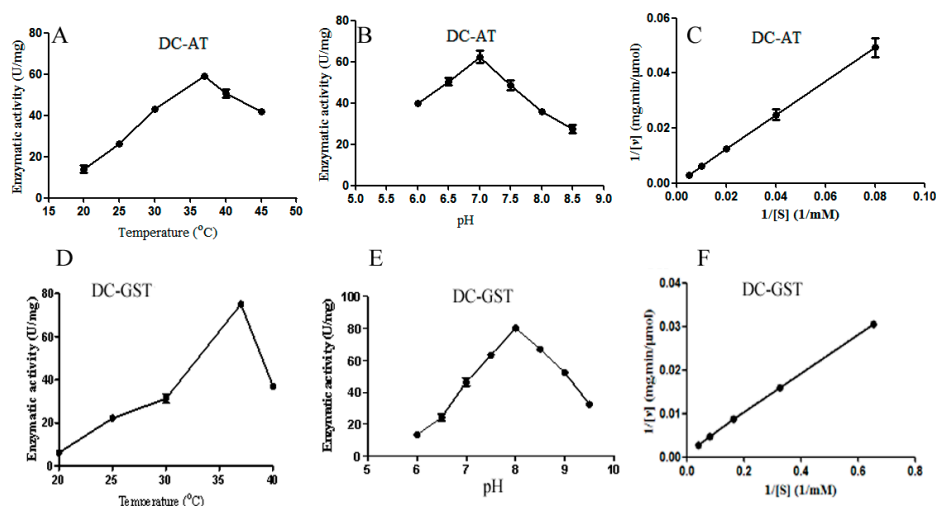 A
DC-AT
Enzymatic activity (U/mg)
80
60
40
20
0
15 20 25 30 35 40 45 50
Temperature (°C)
B
DC-AT
Enzymatic activity (U/mg)
80
60
40
20
0
5.0 5.5 6.0 6.5 7.0 7.5 8.0 8.5 9.0
pH
C
DC-AT
1/[v] (mg.min/μmol)
0.06
0.04
0.02
0.00
0.00 0.02 0.04 0.06 0.08 0.10
1/[S] (1/mM)
D
DC-GST
Enzymatic activity (U/mg)
80
60
40
20
0
20 25 30 35 40
Temperature (°C)
E
DC-GST
Enzymatic activity (U/mg)
100
80
60
40
20
0
5 6 7 8 9 10
pH
F
DC-GST
1/[v] (mg.min/μmol)
0.04
0.03
0.02
0.01
0.00
0.0 0.2 0.4 0.6 0.8
1/[S] (1/mM)